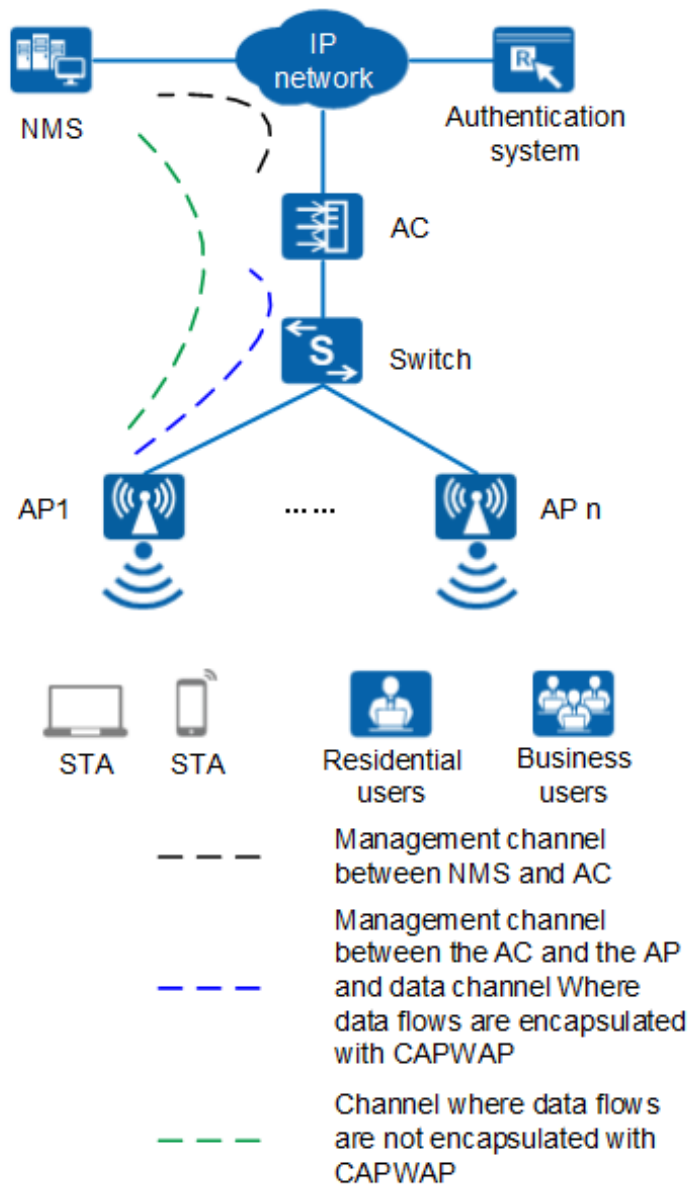 IP
network
NMS
R
Authentication
system
AC
S
Switch
AP1
......
AP n
STA
STA
Residential
users
Business
users
Management channel
between NMS and AC
Management channel
between the AC and the AP
and data channel Where
data flows are encapsulated
with CAPWAP
Channel where data flows
are not encapsulated with
CAPWAP